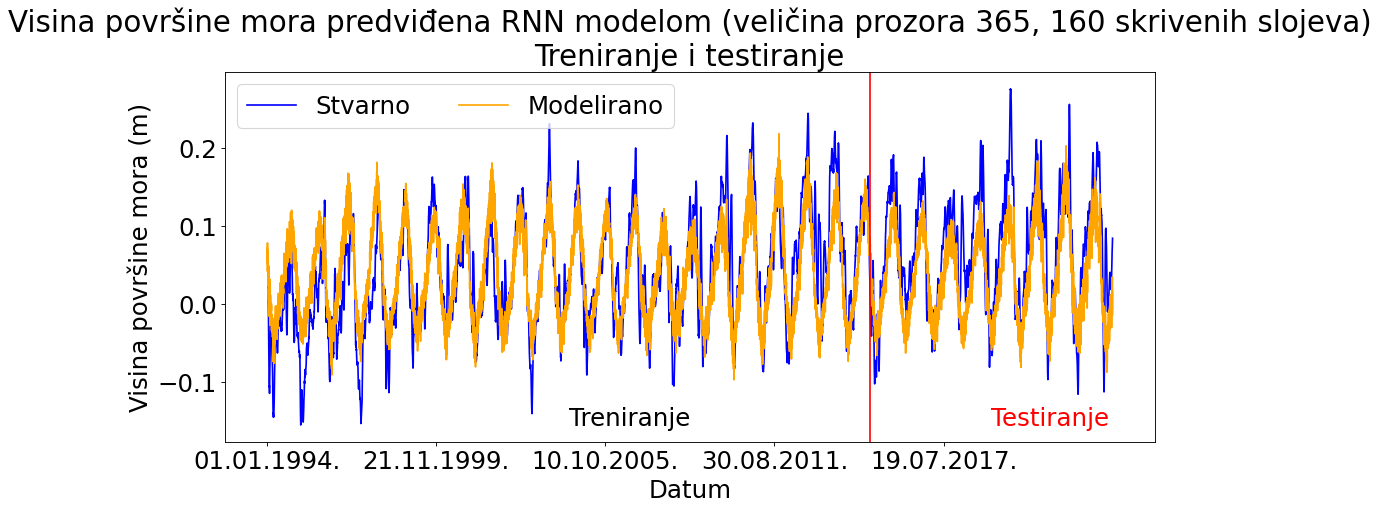 Visina površine mora predviđena RNN modelom (veličina prozora 365, 160 skrivenih slojeva)
Treniranje i testiranje
Stvarno
Modelirano
Visina površine mora (m)
0.2
0.1
0.0
−0.1
Treniranje
Testiranje
01.01.1994.
21.11.1999.
10.10.2005.
30.08.2011.
19.07.2017.
Datum